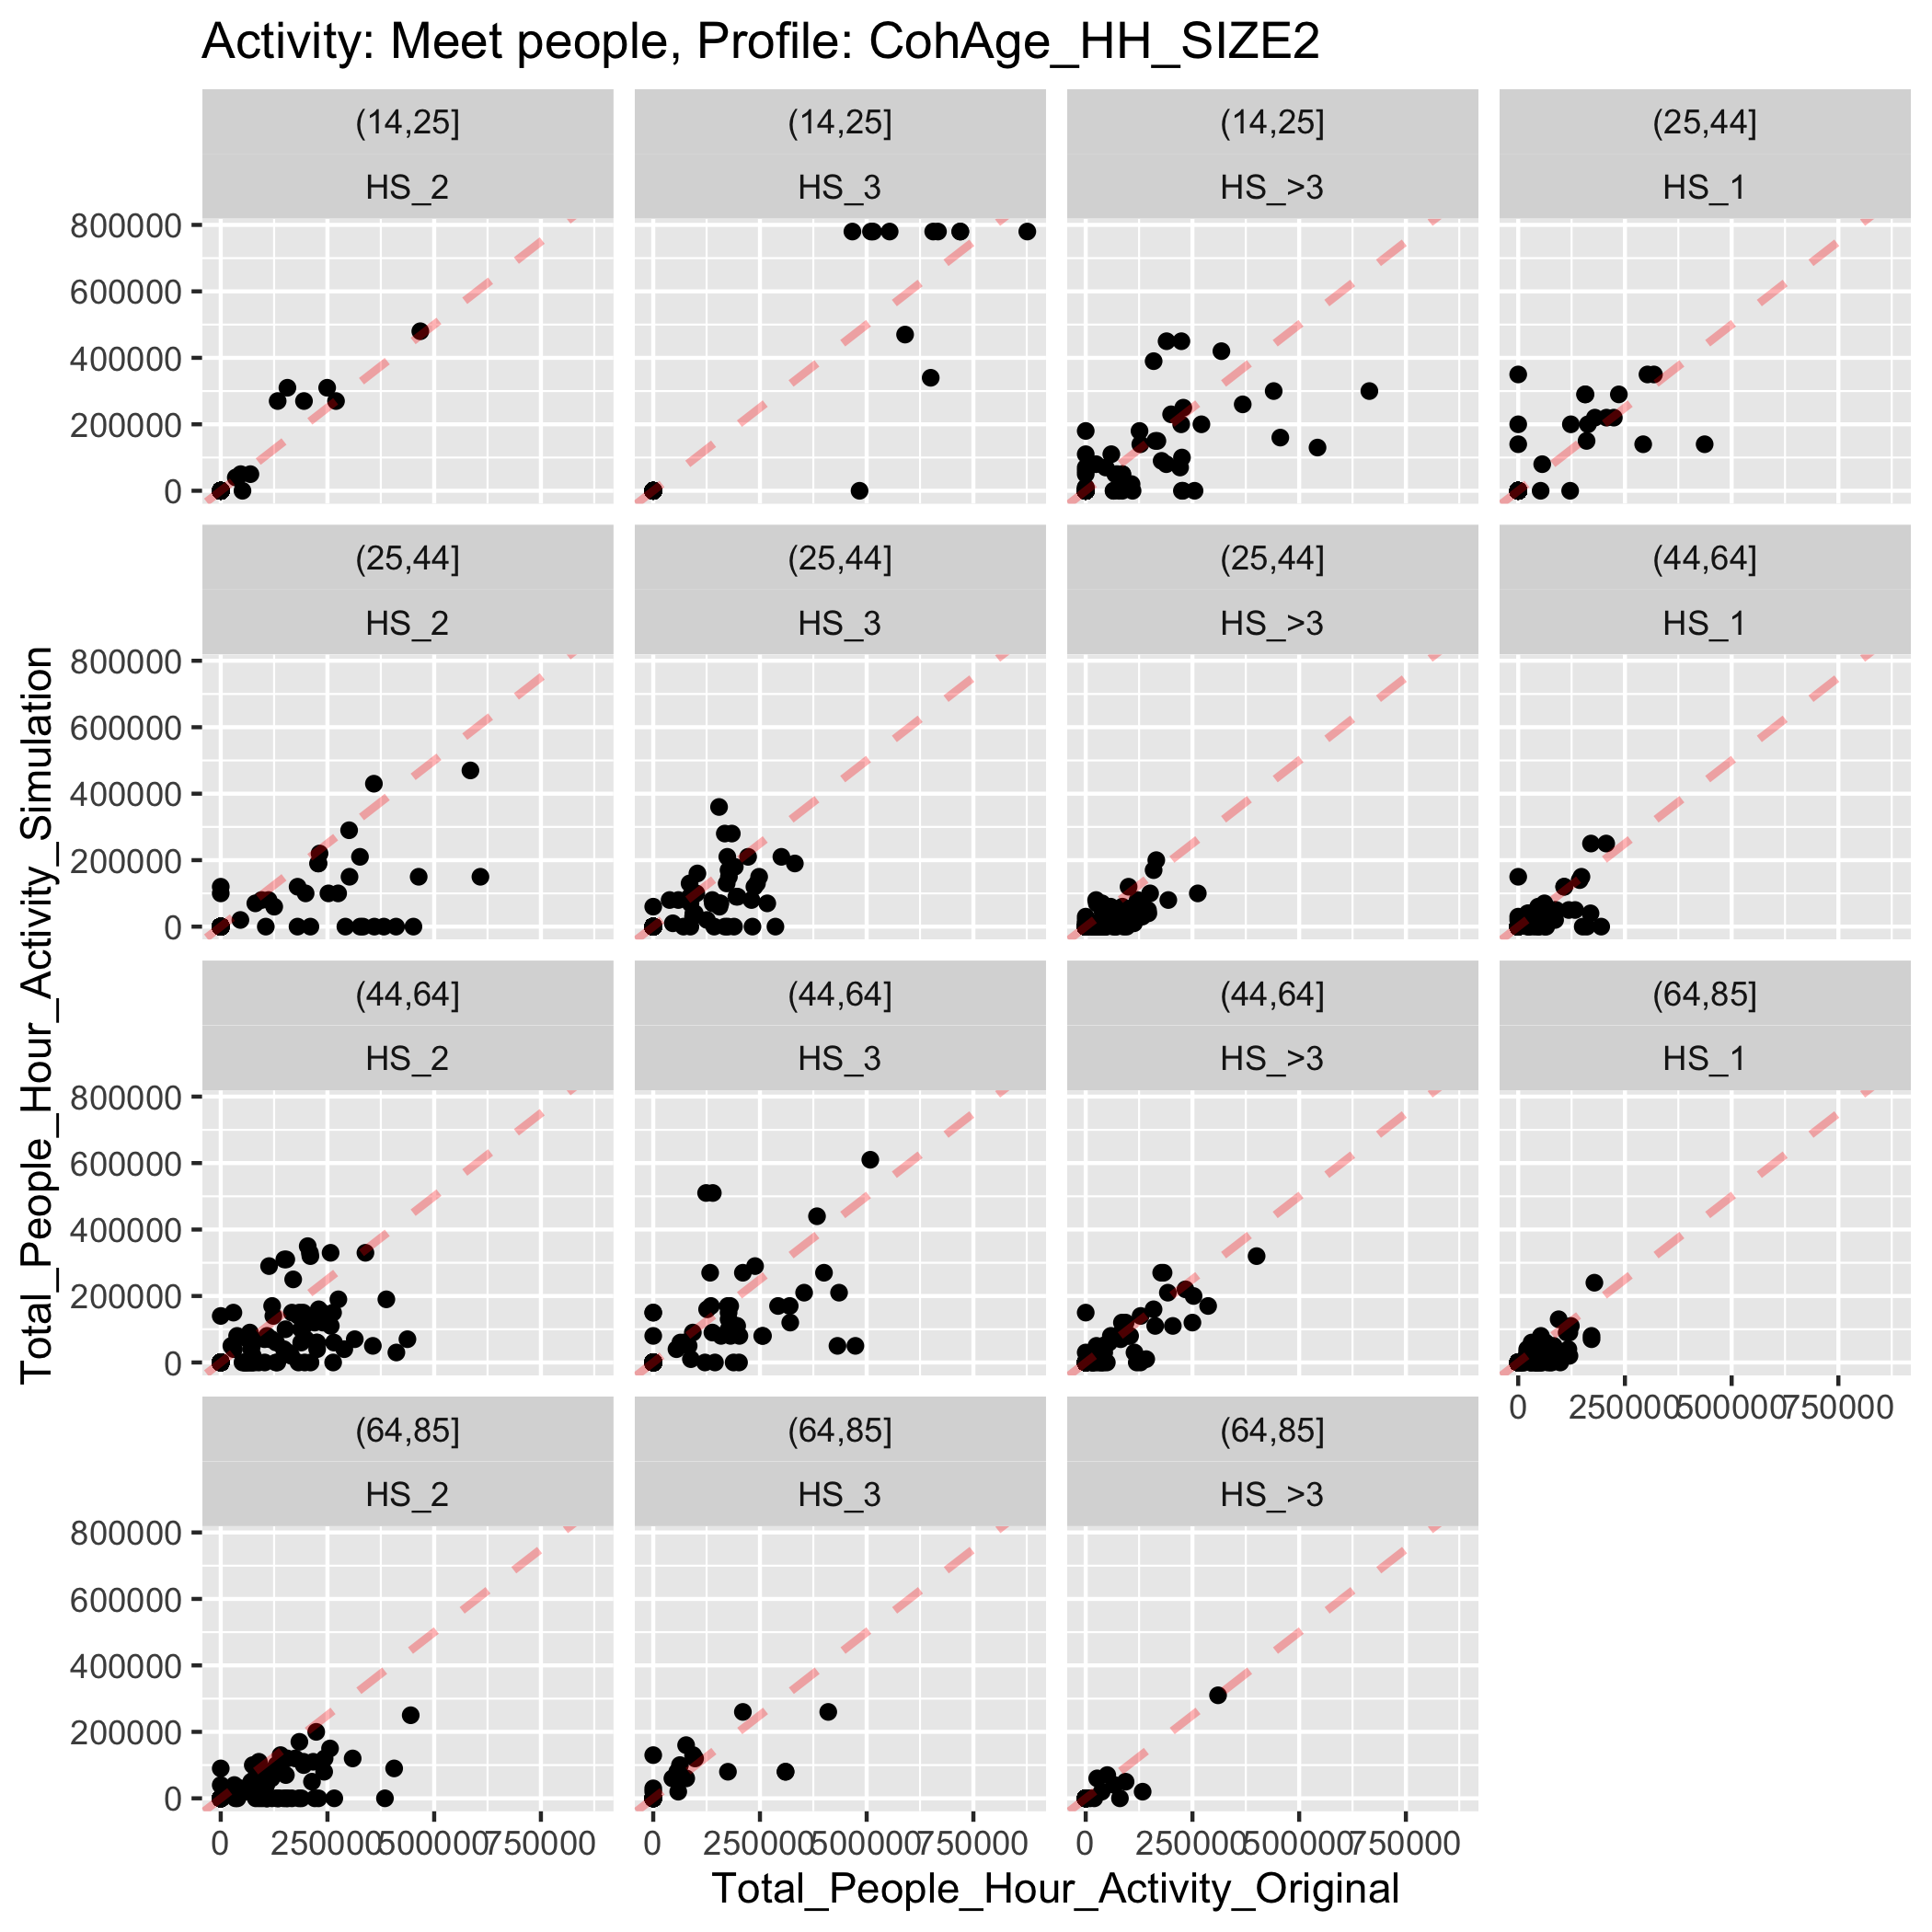 Activity: Meet people, Profile: CohAge_HH_SIZE2
(14,25]
HS_2
(14,25]
HS_3
(14,25]
HS_>3
(25,44]
HS_1
800000
600000
400000
200000
0
(25,44]
HS_2
(25,44]
HS_3
(25,44]
HS_>3
(44,64]
HS_1
800000
600000
400000
200000
0
Total_People_Hour_Activity_Simulation
(44,64]
HS_2
(44,64]
HS_3
(44,64]
HS_>3
(64,85]
HS_1
800000
600000
400000
200000
0
0 250000 500000 750000
(64,85]
HS_2
(64,85]
HS_3
(64,85]
HS_>3
800000
600000
400000
200000
0
0 250000 500000 750000
0 250000 500000 750000
0 250000 500000 750000
Total_People_Hour_Activity_Original